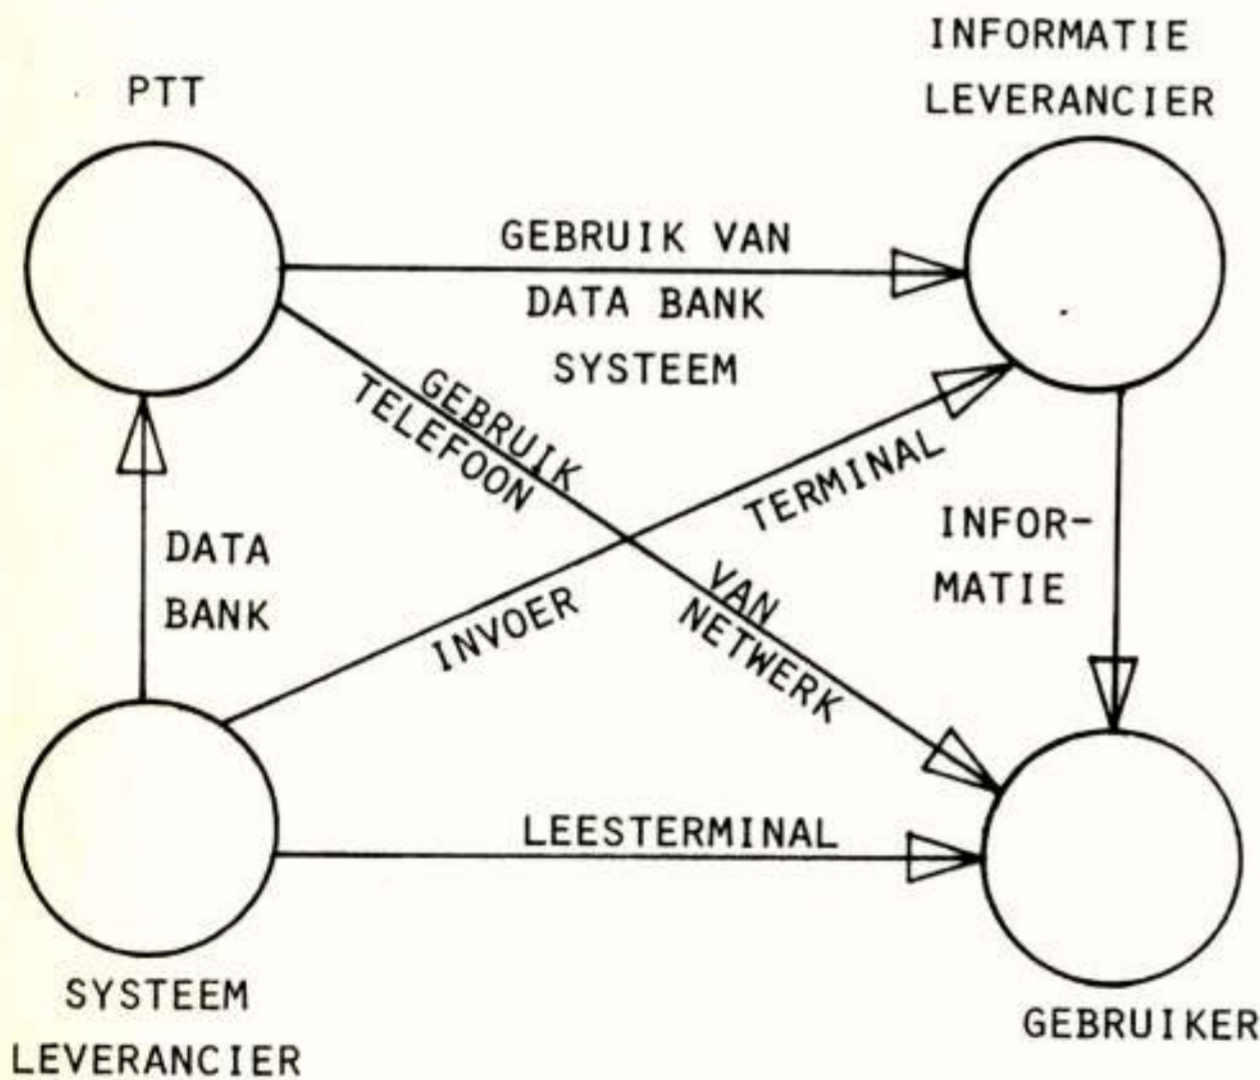 PTT
INFORMATIE
LEVERANCIER
GEBRUIK VAN
DATA BANK
SYSTEEM
GEBRUIK VAN
TELEFOON NETWERK
INVOER TERMINAL
INFOR-
MATIE
DATA
BANK
LEESTERMINAL
SYSTEEM
LEVERANCIER
GEBRUIKER